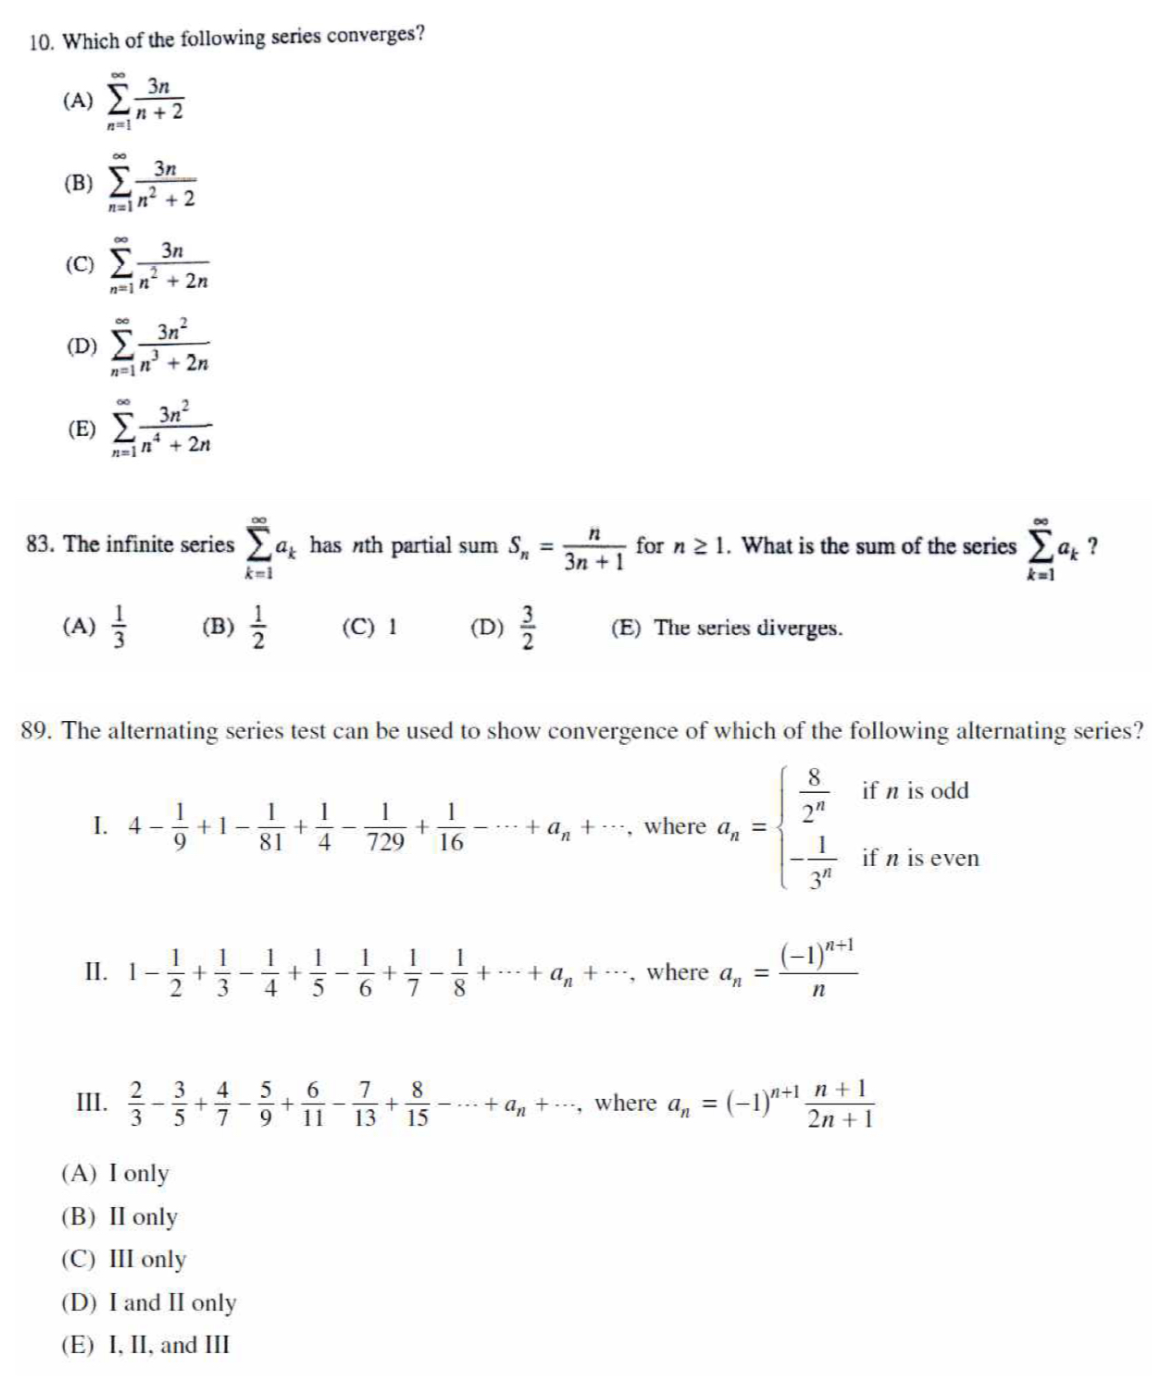 10. Which of the following series converges?
(A) $\sum_{n=1}^{\infty} \frac{3n}{n+2}$
(B) $\sum_{n=1}^{\infty} \frac{3n}{n^2+2}$
(C) $\sum_{n=1}^{\infty} \frac{3n}{n^2+2n}$
(D) $\sum_{n=1}^{\infty} \frac{3n^2}{n^3+2n}$
(E) $\sum_{n=1}^{\infty} \frac{3n^2}{n^4+2n}$
83. The infinite series $\sum_{k=1}^{\infty} a_k$ has nth partial sum $S_n = \frac{n}{3n+1}$ for $n \geq 1$. What is the sum of the series $\sum_{k=1}^{\infty} a_k$ ?
(A) $\frac{1}{3}$ (B) $\frac{1}{2}$ (C) 1 (D) $\frac{3}{2}$ (E) The series diverges.
89. The alternating series test can be used to show convergence of which of the following alternating series?
I. $4 - \frac{1}{9} + 1 - \frac{1}{81} + \frac{1}{4} - \frac{1}{729} + \frac{1}{16} - \cdots + a_n + \cdots$, where $a_n = \begin{cases} \frac{8}{2^n} & \text{if } n \text{ is odd} \\ -\frac{1}{3^n} & \text{if } n \text{ is even} \end{cases}$
II. $1 - \frac{1}{2} + \frac{1}{3} - \frac{1}{4} + \frac{1}{5} - \frac{1}{6} + \frac{1}{7} - \frac{1}{8} + \cdots + a_n + \cdots$, where $a_n = \frac{(-1)^{n+1}}{n}$
III. $\frac{2}{3} - \frac{3}{5} + \frac{4}{7} - \frac{5}{9} + \frac{6}{11} - \frac{7}{13} + \frac{8}{15} - \cdots + a_n + \cdots$, where $a_n = (-1)^{n+1} \frac{n+1}{2n+1}$
(A) I only
(B) II only
(C) III only
(D) I and II only
(E) I, II, and III